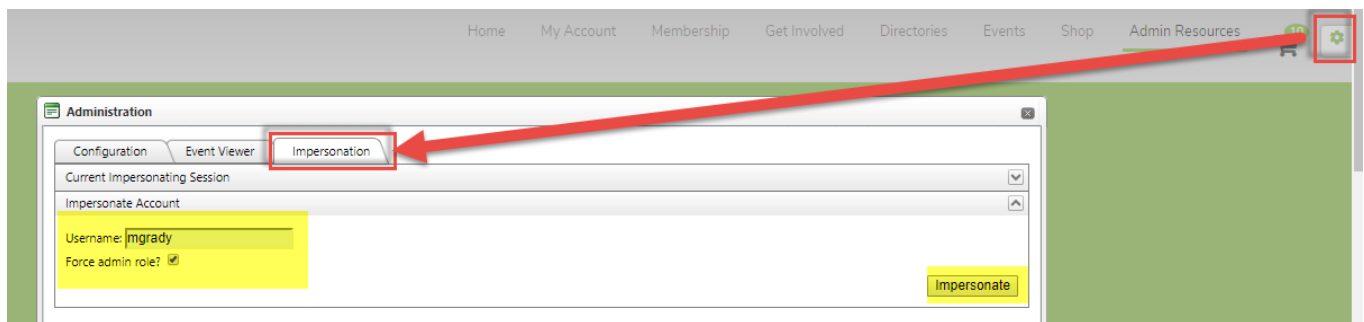 Home My Account Membership Get Involved Directories Events Shop Admin Resources
Administration
Configuration Event Viewer Impersonation
Current Impersonating Session
Impersonate Account
Username: mgrady
Force admin role?
Impersonate